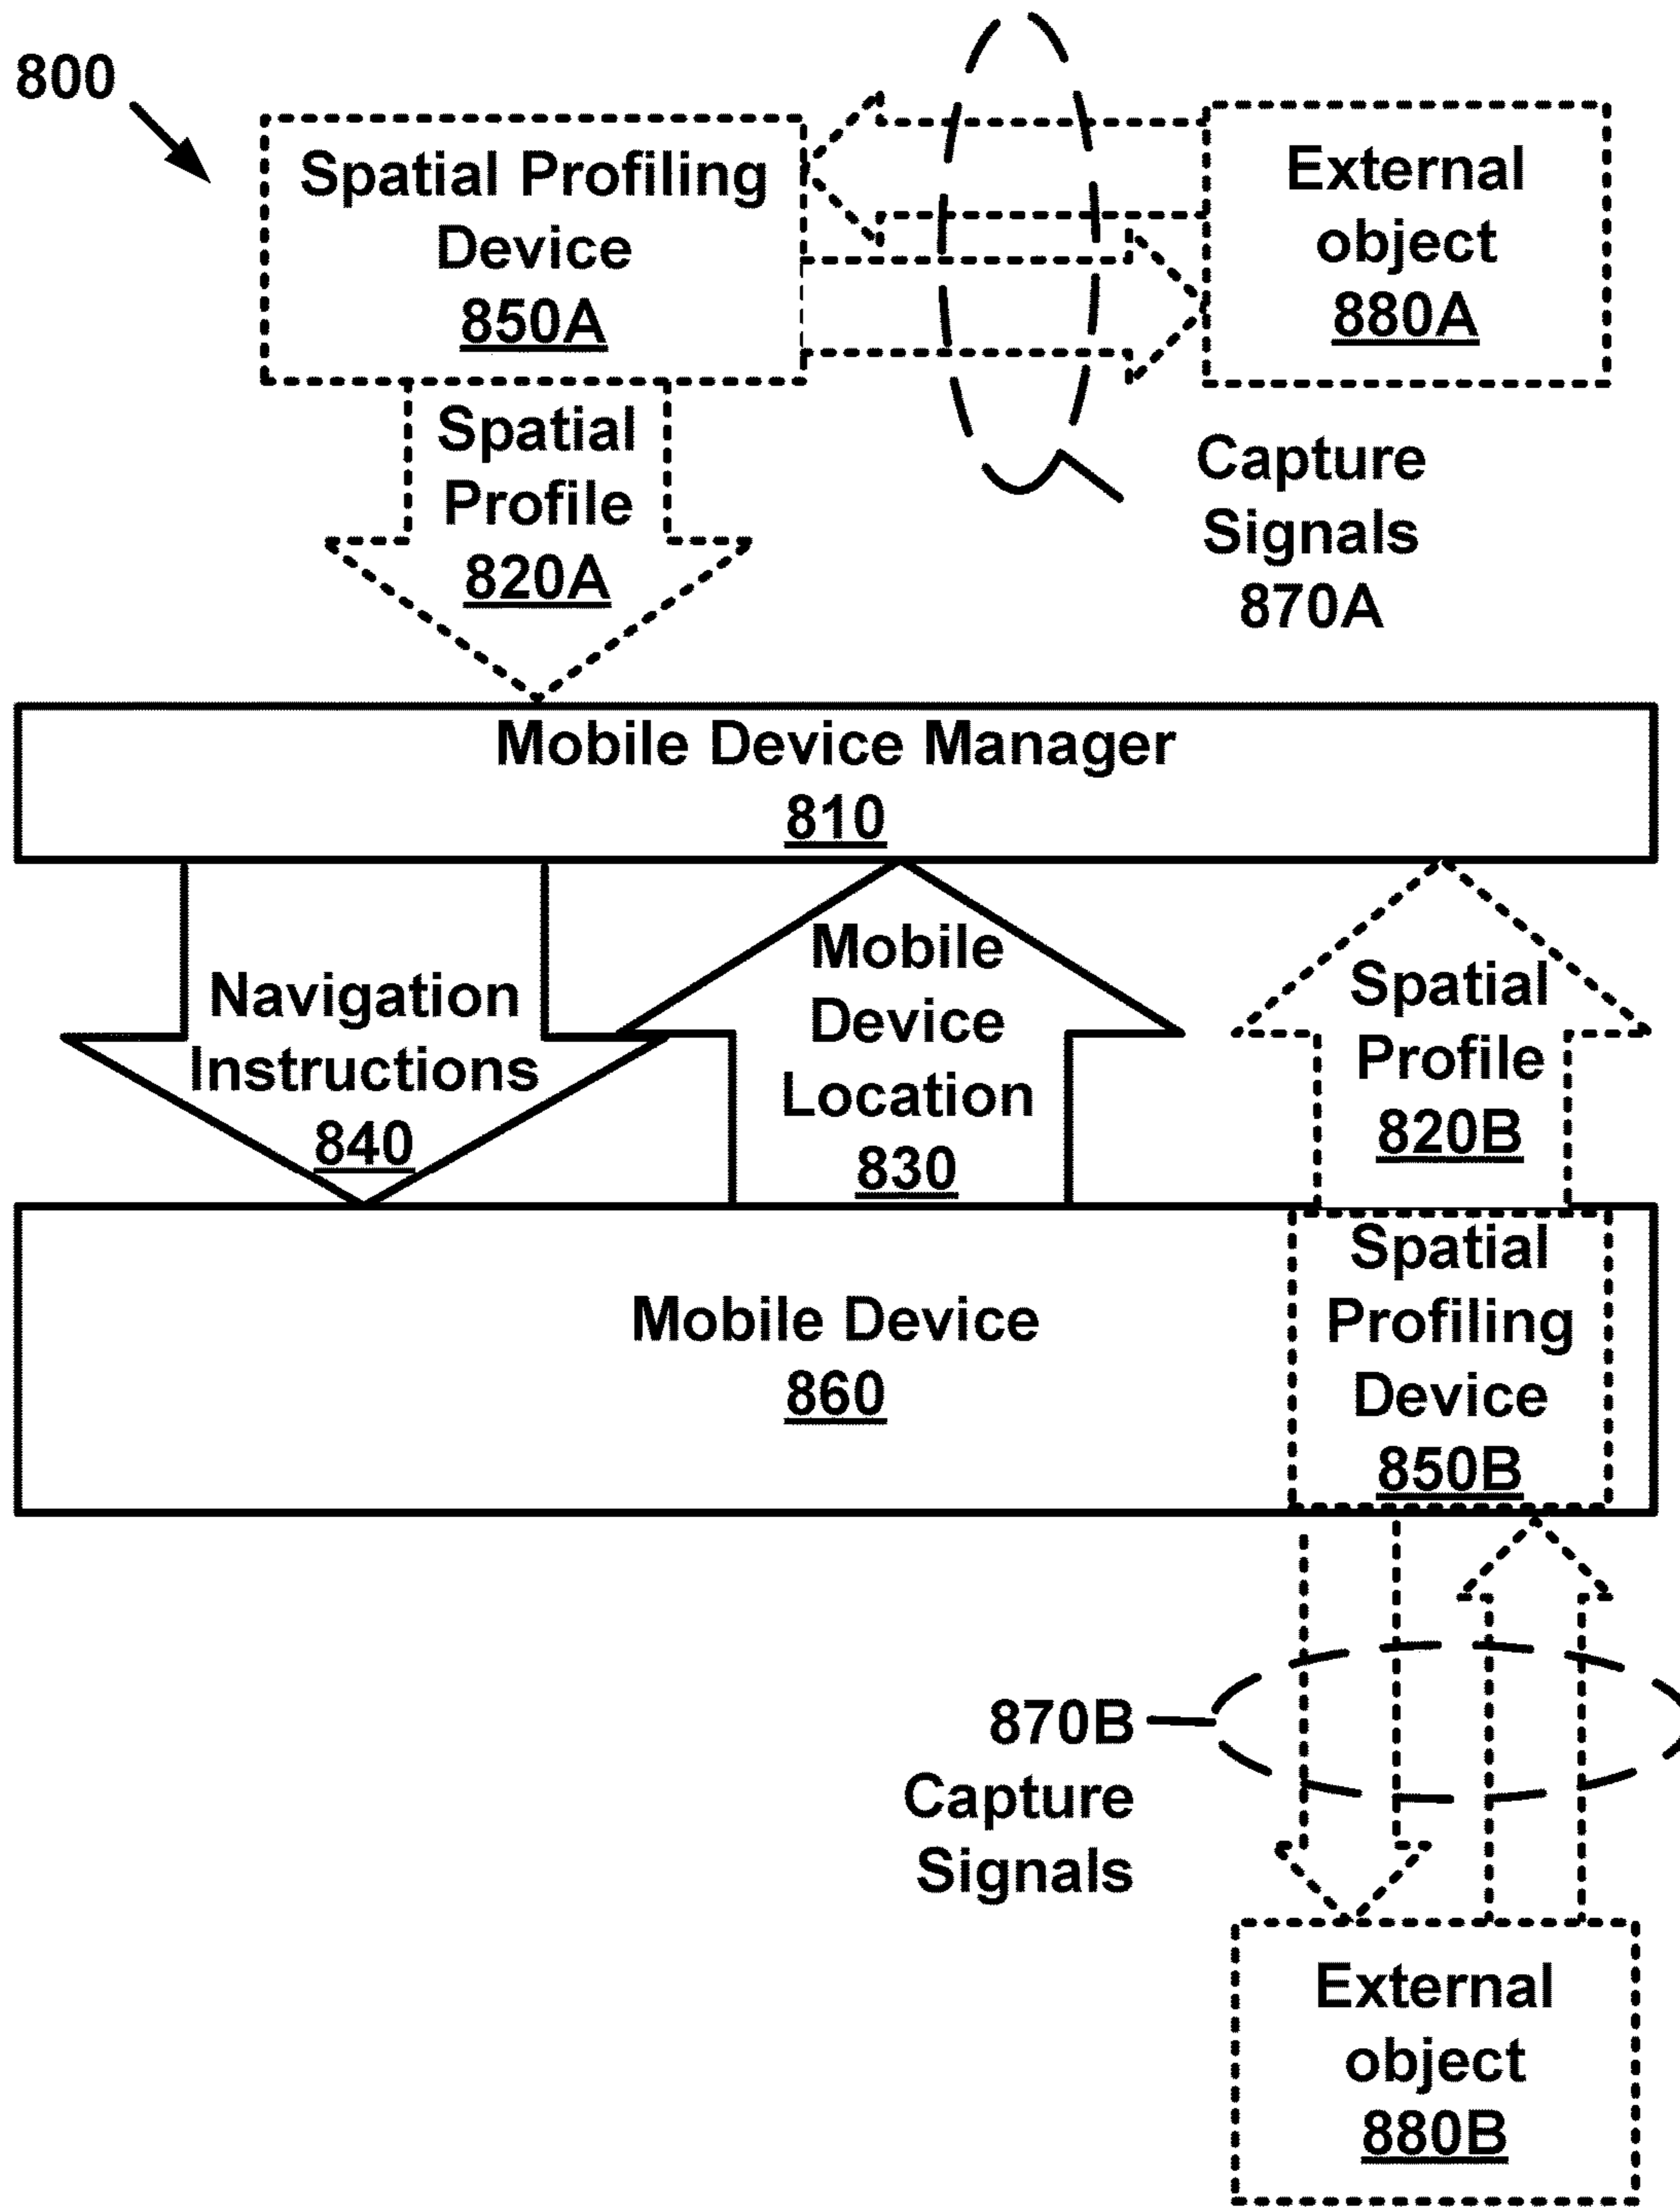 800
Spatial Profiling
Device
850A
External
object
880A
Spatial
Profile
820A
Capture
Signals
870A
Mobile Device Manager
810
Navigation
Instructions
840
Mobile
Device
Location
830
Spatial
Profile
820B
Mobile Device
860
Spatial
Profiling
Device
850B
870B
Capture
Signals
External
object
880B